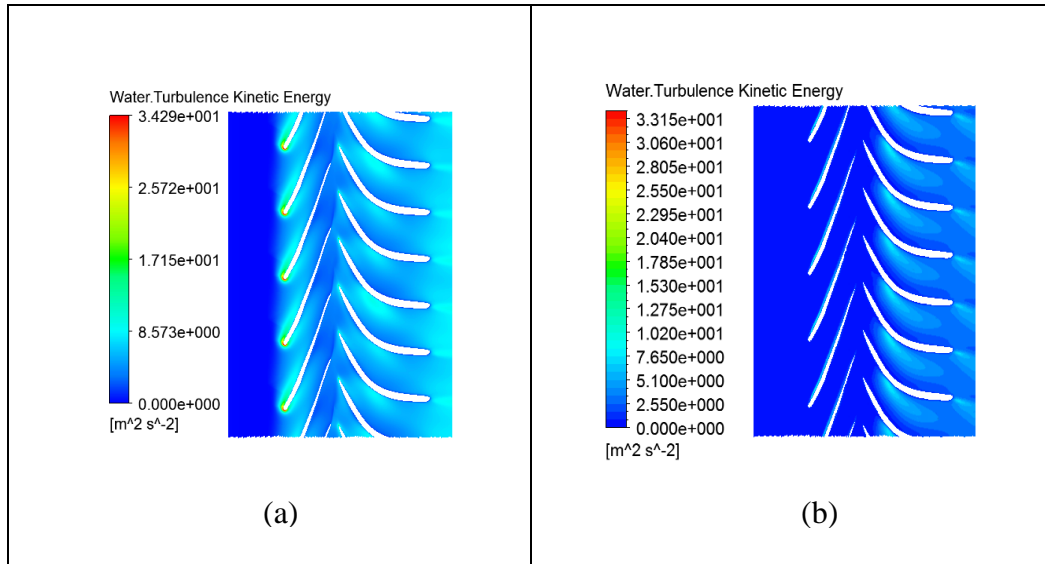 Water.Turbulence Kinetic Energy
3.429e+001
2.572e+001
1.715e+001
8.573e+000
0.000e+000
[m^2 s^-2]
(a)
Water.Turbulence Kinetic Energy
3.315e+001
3.060e+001
2.805e+001
2.550e+001
2.295e+001
2.040e+001
1.785e+001
1.530e+001
1.275e+001
1.021e+001
7.650e+000
5.100e+000
2.550e+000
0.000e+000
[m^2 s^-2]
(b)